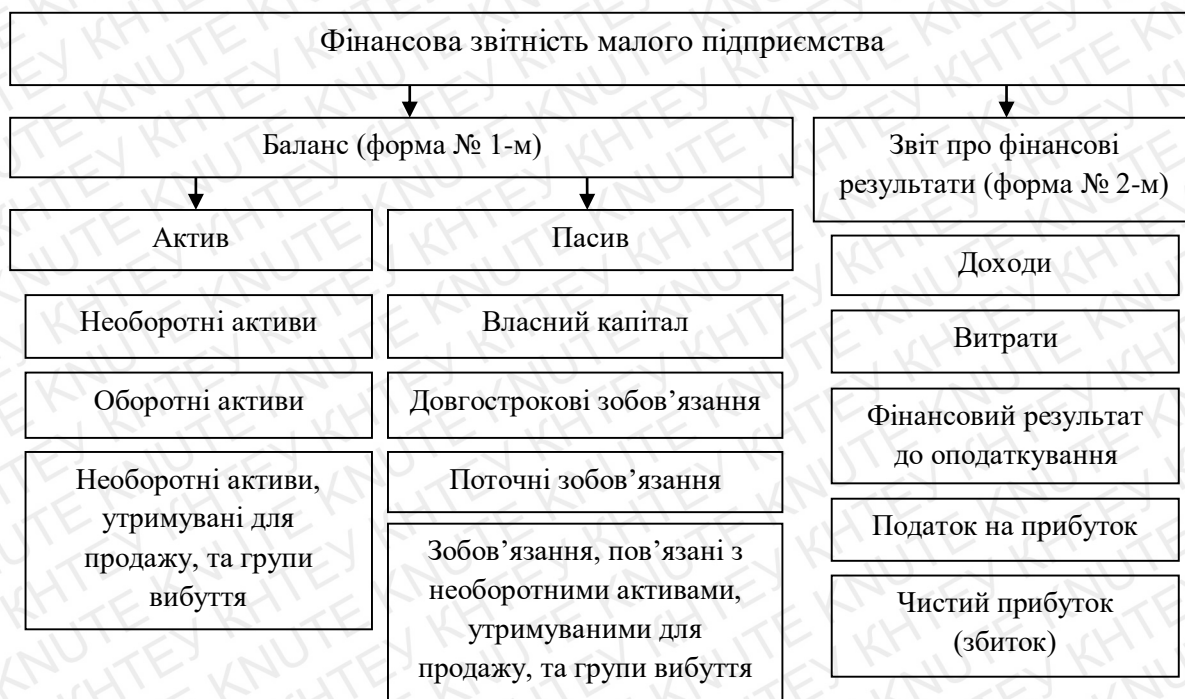 Фінансова звітність малого підприємства
Баланс (форма № 1-м)
Звіт про фінансові
результати (форма № 2-м)
Актив
Пасив
Необоротні активи
Оборотні активи
Необоротні активи,
утримувані для
продажу, та групи
вибуття
Власний капітал
Довгострокові зобов’язання
Поточні зобов’язання
Зобов’язання, пов’язані з
необоротними активами,
утримуваними для
продажу, та групи вибуття
Доходи
Витрати
Фінансовий результат
до оподаткування
Податок на прибуток
Чистий прибуток
(збиток)